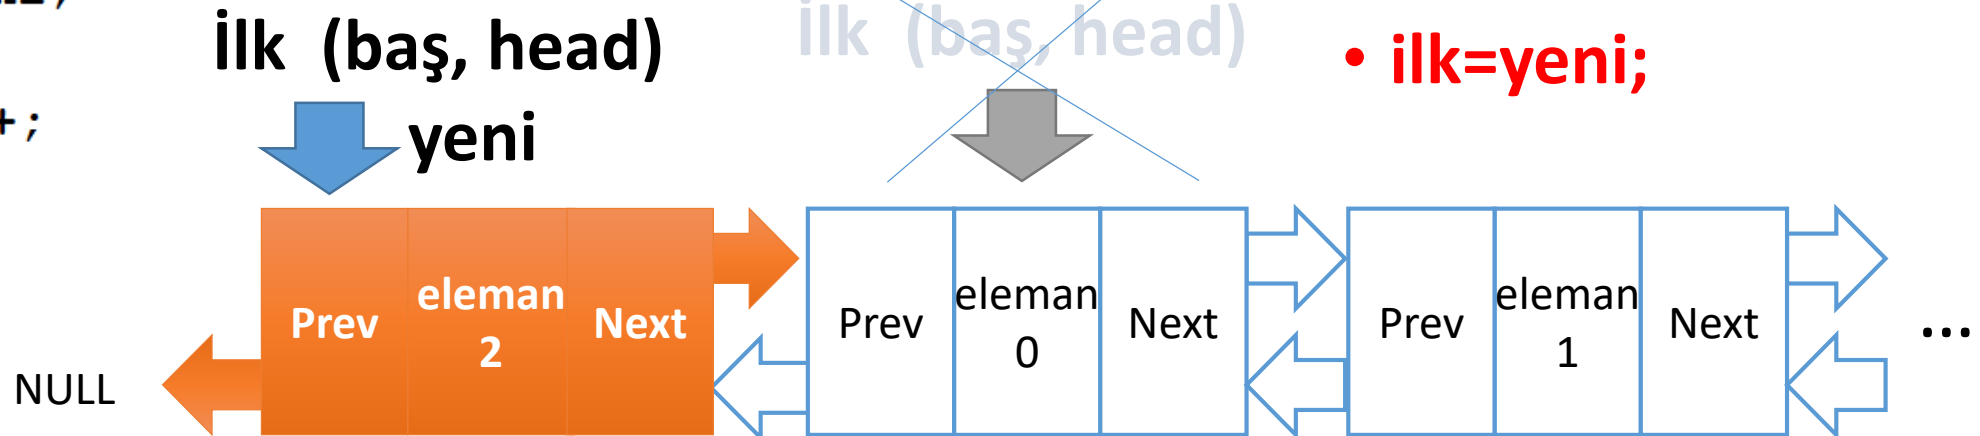 İlk (baş, head)
yeni
İlk (baş, head)
• ilk=yeni;
+;
NULL
Prev
eleman
2
Next
Prev
eleman
0
Next
Prev
eleman
1
Next
...